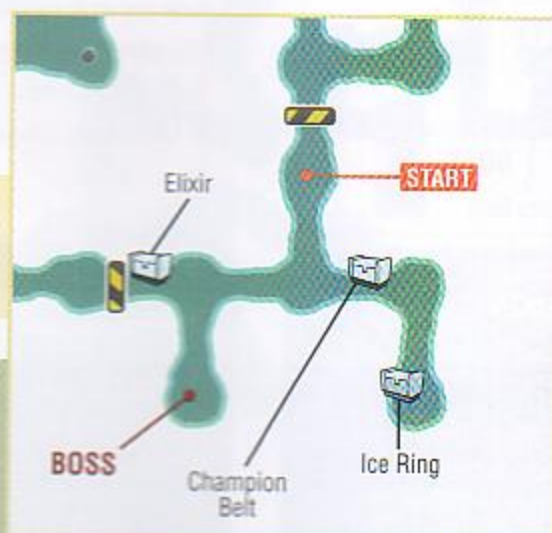 Elixir
START
BOSS
Champion
Belt
Ice Ring